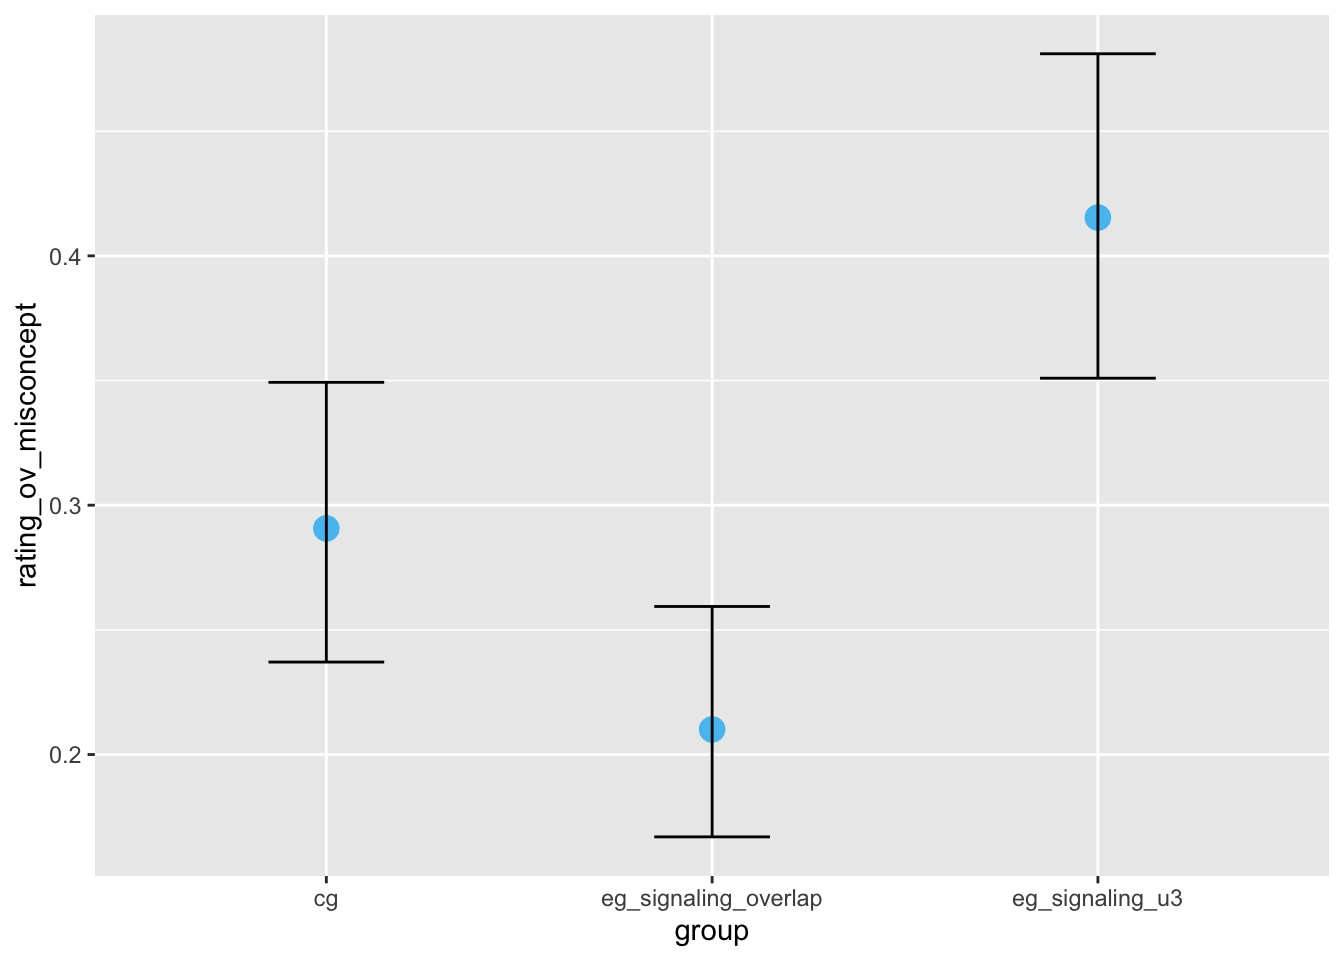 rating_ov_misconcept
0.4
0.3
0.2
cg
eg_signaling_overlap
eg_signaling_u3
group